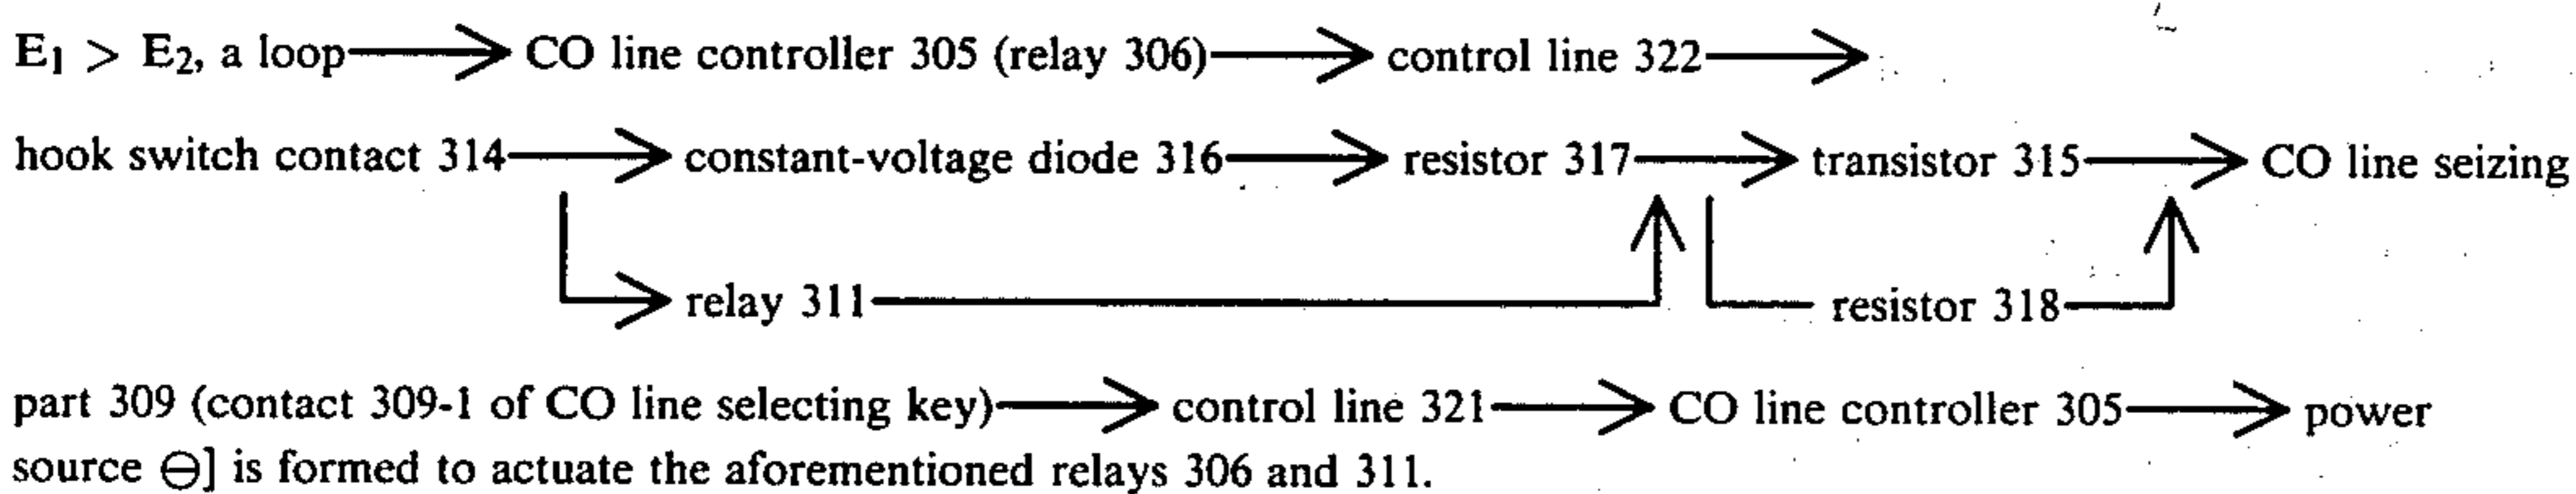 E1 > E2, a loop⟶ CO line controller 305 (relay 306)⟶ control line 322⟶
hook switch contact 314⟶ constant-voltage diode 316⟶ resistor 317⟶ transistor 315⟶ CO line seizing
relay 311 resistor 318
part 309 (contact 309-1 of CO line selecting key)⟶ control line 321⟶ CO line controller 305⟶ power
source ⊖] is formed to actuate the aforementioned relays 306 and 311.